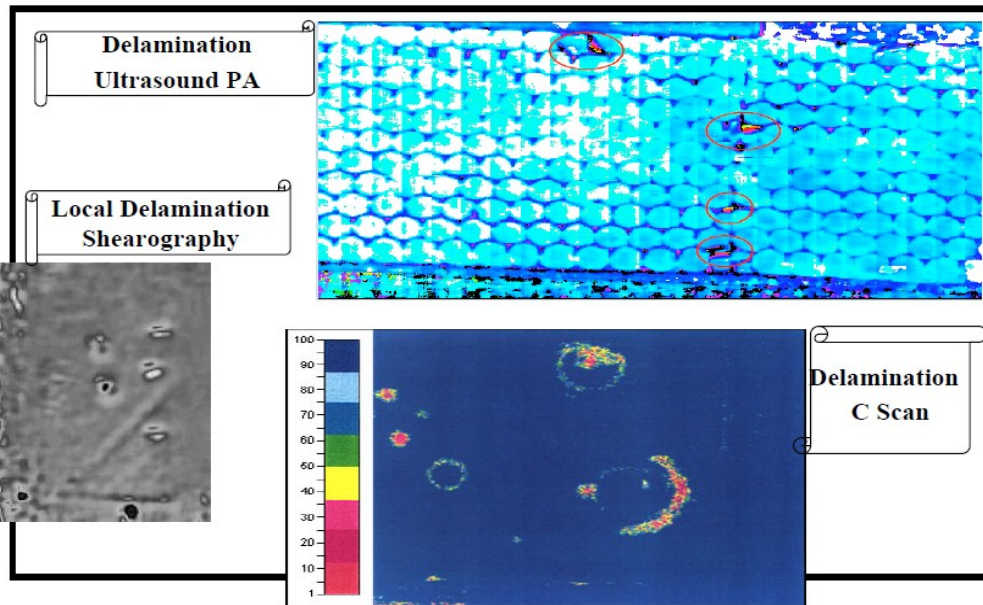 Delamination
Ultrasound PA
Local Delamination
Shearography
100
90
80
70
60
50
40
30
20
10
1
Delamination
C Scan